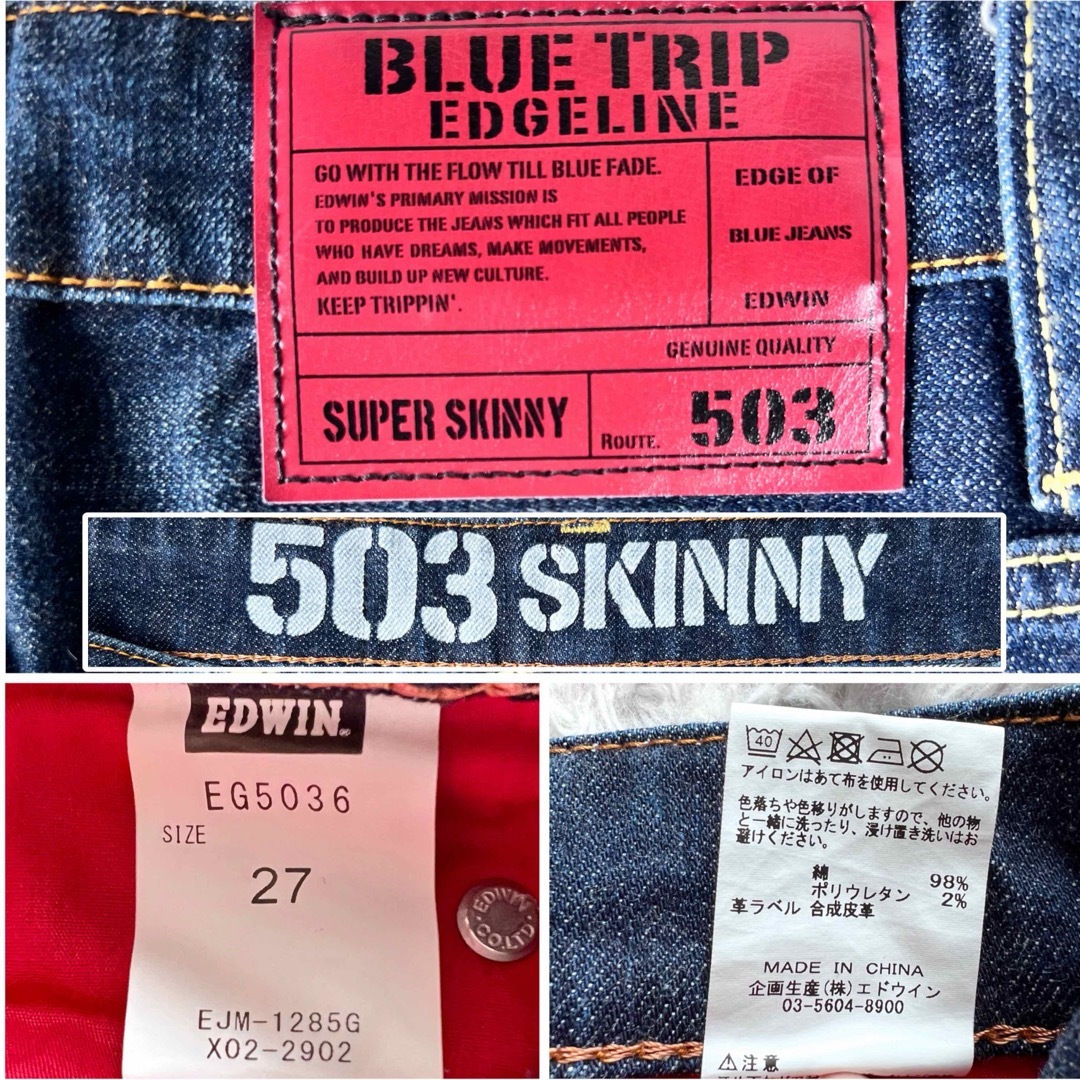 BLUE TRIP
EDGELINE
GO WITH THE FLOW TILL BLUE FADE.
EDWIN'S PRIMARY MISSION IS
TO PRODUCE THE JEANS WHICH FIT ALL PEOPLE
WHO HAVE DREAMS, MAKE MOVEMENTS,
AND BUILD UP NEW CULTURE.
KEEP TRIPPIN'.
EDGE OF
BLUE JEANS
EDWIN
GENUINE QUALITY
SUPER SKINNY
ROUTE. 503
503 SKINNY
EDWIN
EG5036
SIZE
27
EJM-1285G
X02-2902
EDWIN
CO.LTD
40
アイロンはあて布を使用してください。
色落ちや色移りがしますので、他の物
と一緒に洗ったり、浸け置き洗いはお
避けください。
綿 98%
ポリウレタン 2%
革ラベル 合成皮革
MADE IN CHINA
企画生産(株)エドウイン
03-5604-8900
⚠注意